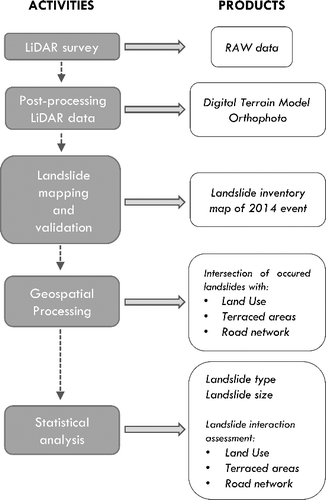 ACTIVITIES
PRODUCTS
LiDAR survey
RAW data
Post-processing
LiDAR data
Digital Terrain Model
Orthophoto
Landslide
mapping
and
validation
Landslide inventory
map of 2014 event
Geospatial
Processing
Intersection of occured
landslides with:
• Land Use
• Terraced areas
• Road network
Statistical
analysis
Landslide type
Landslide size
Landslide interaction
assessment:
• Land Use
• Terraced areas
• Road network